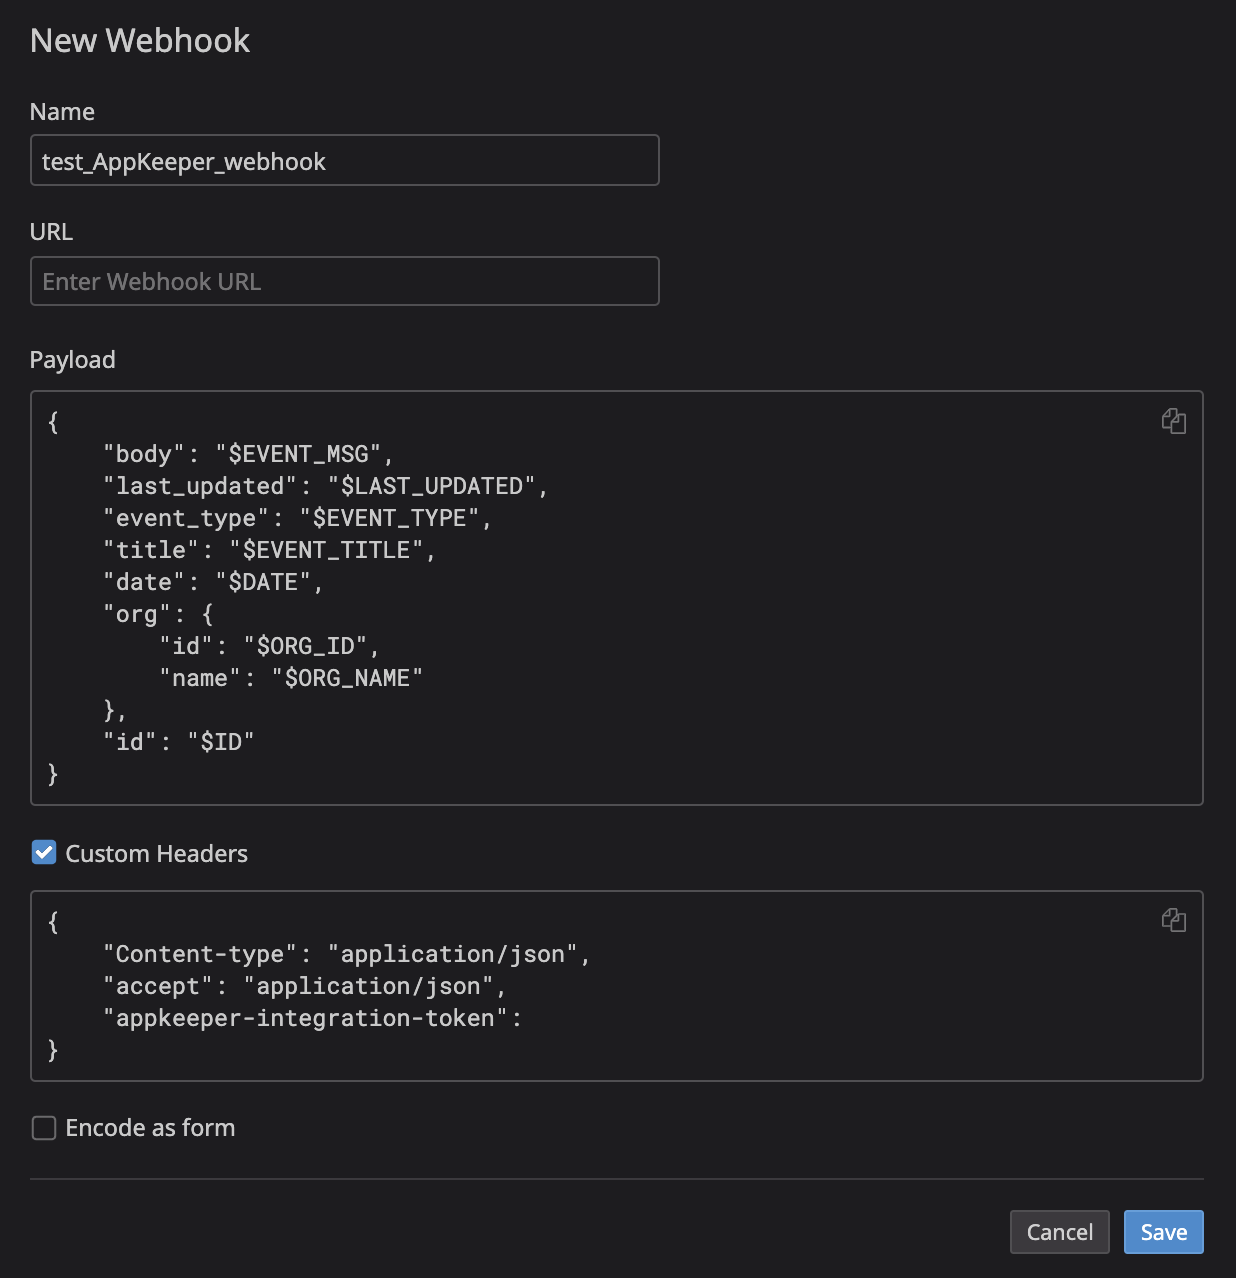 New Webhook
Name
test_AppKeeper_webhook
URL
Enter Webhook URL
Payload
{
    "body": "$EVENT_MSG",
    "last_updated": "$LAST_UPDATED",
    "event_type": "$EVENT_TYPE",
    "title": "$EVENT_TITLE",
    "date": "$DATE",
    "org": {
        "id": "$ORG_ID",
        "name": "$ORG_NAME"
    },
    "id": "$ID"
}
Custom Headers
{
    "Content-type": "application/json",
    "accept": "application/json",
    "appkeeper-integration-token":
}
Encode as form
Cancel Save